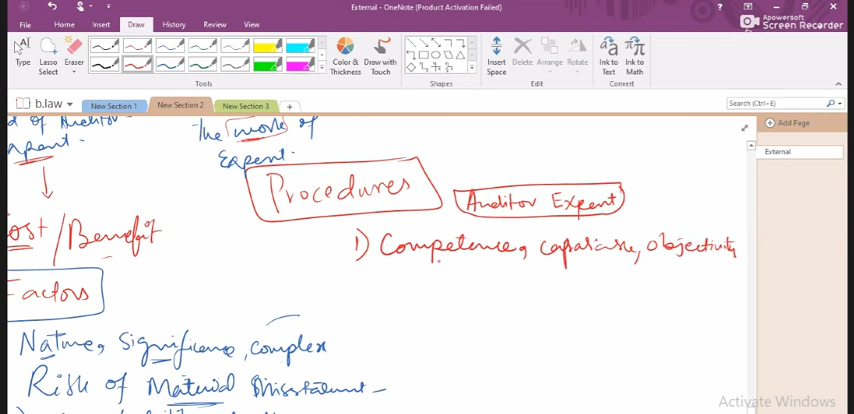 External - OneNote (Product Activation Failed)
Apowersoft
Screen Recorder
File Home Insert Draw History Review View
Type
Lasso Select
Eraser
Color & Thickness
Draw with Touch
Insert Space
Delete
Arrange
Rotate
Ink to Text
Ink to Math
Tools
Shapes
Edit
Convert
b.law New Section 1 New Section 2 New Section 3 Search (Ctrl+E)
Add Page
External
d of Auditor
xpert.
The work of
Expert.
Procedures
Auditor Expert
ost/Benefit
1) Competence, objectivity
Factors
Nature, Significance, complex
Risk of Material Misstatement
Activate Windows